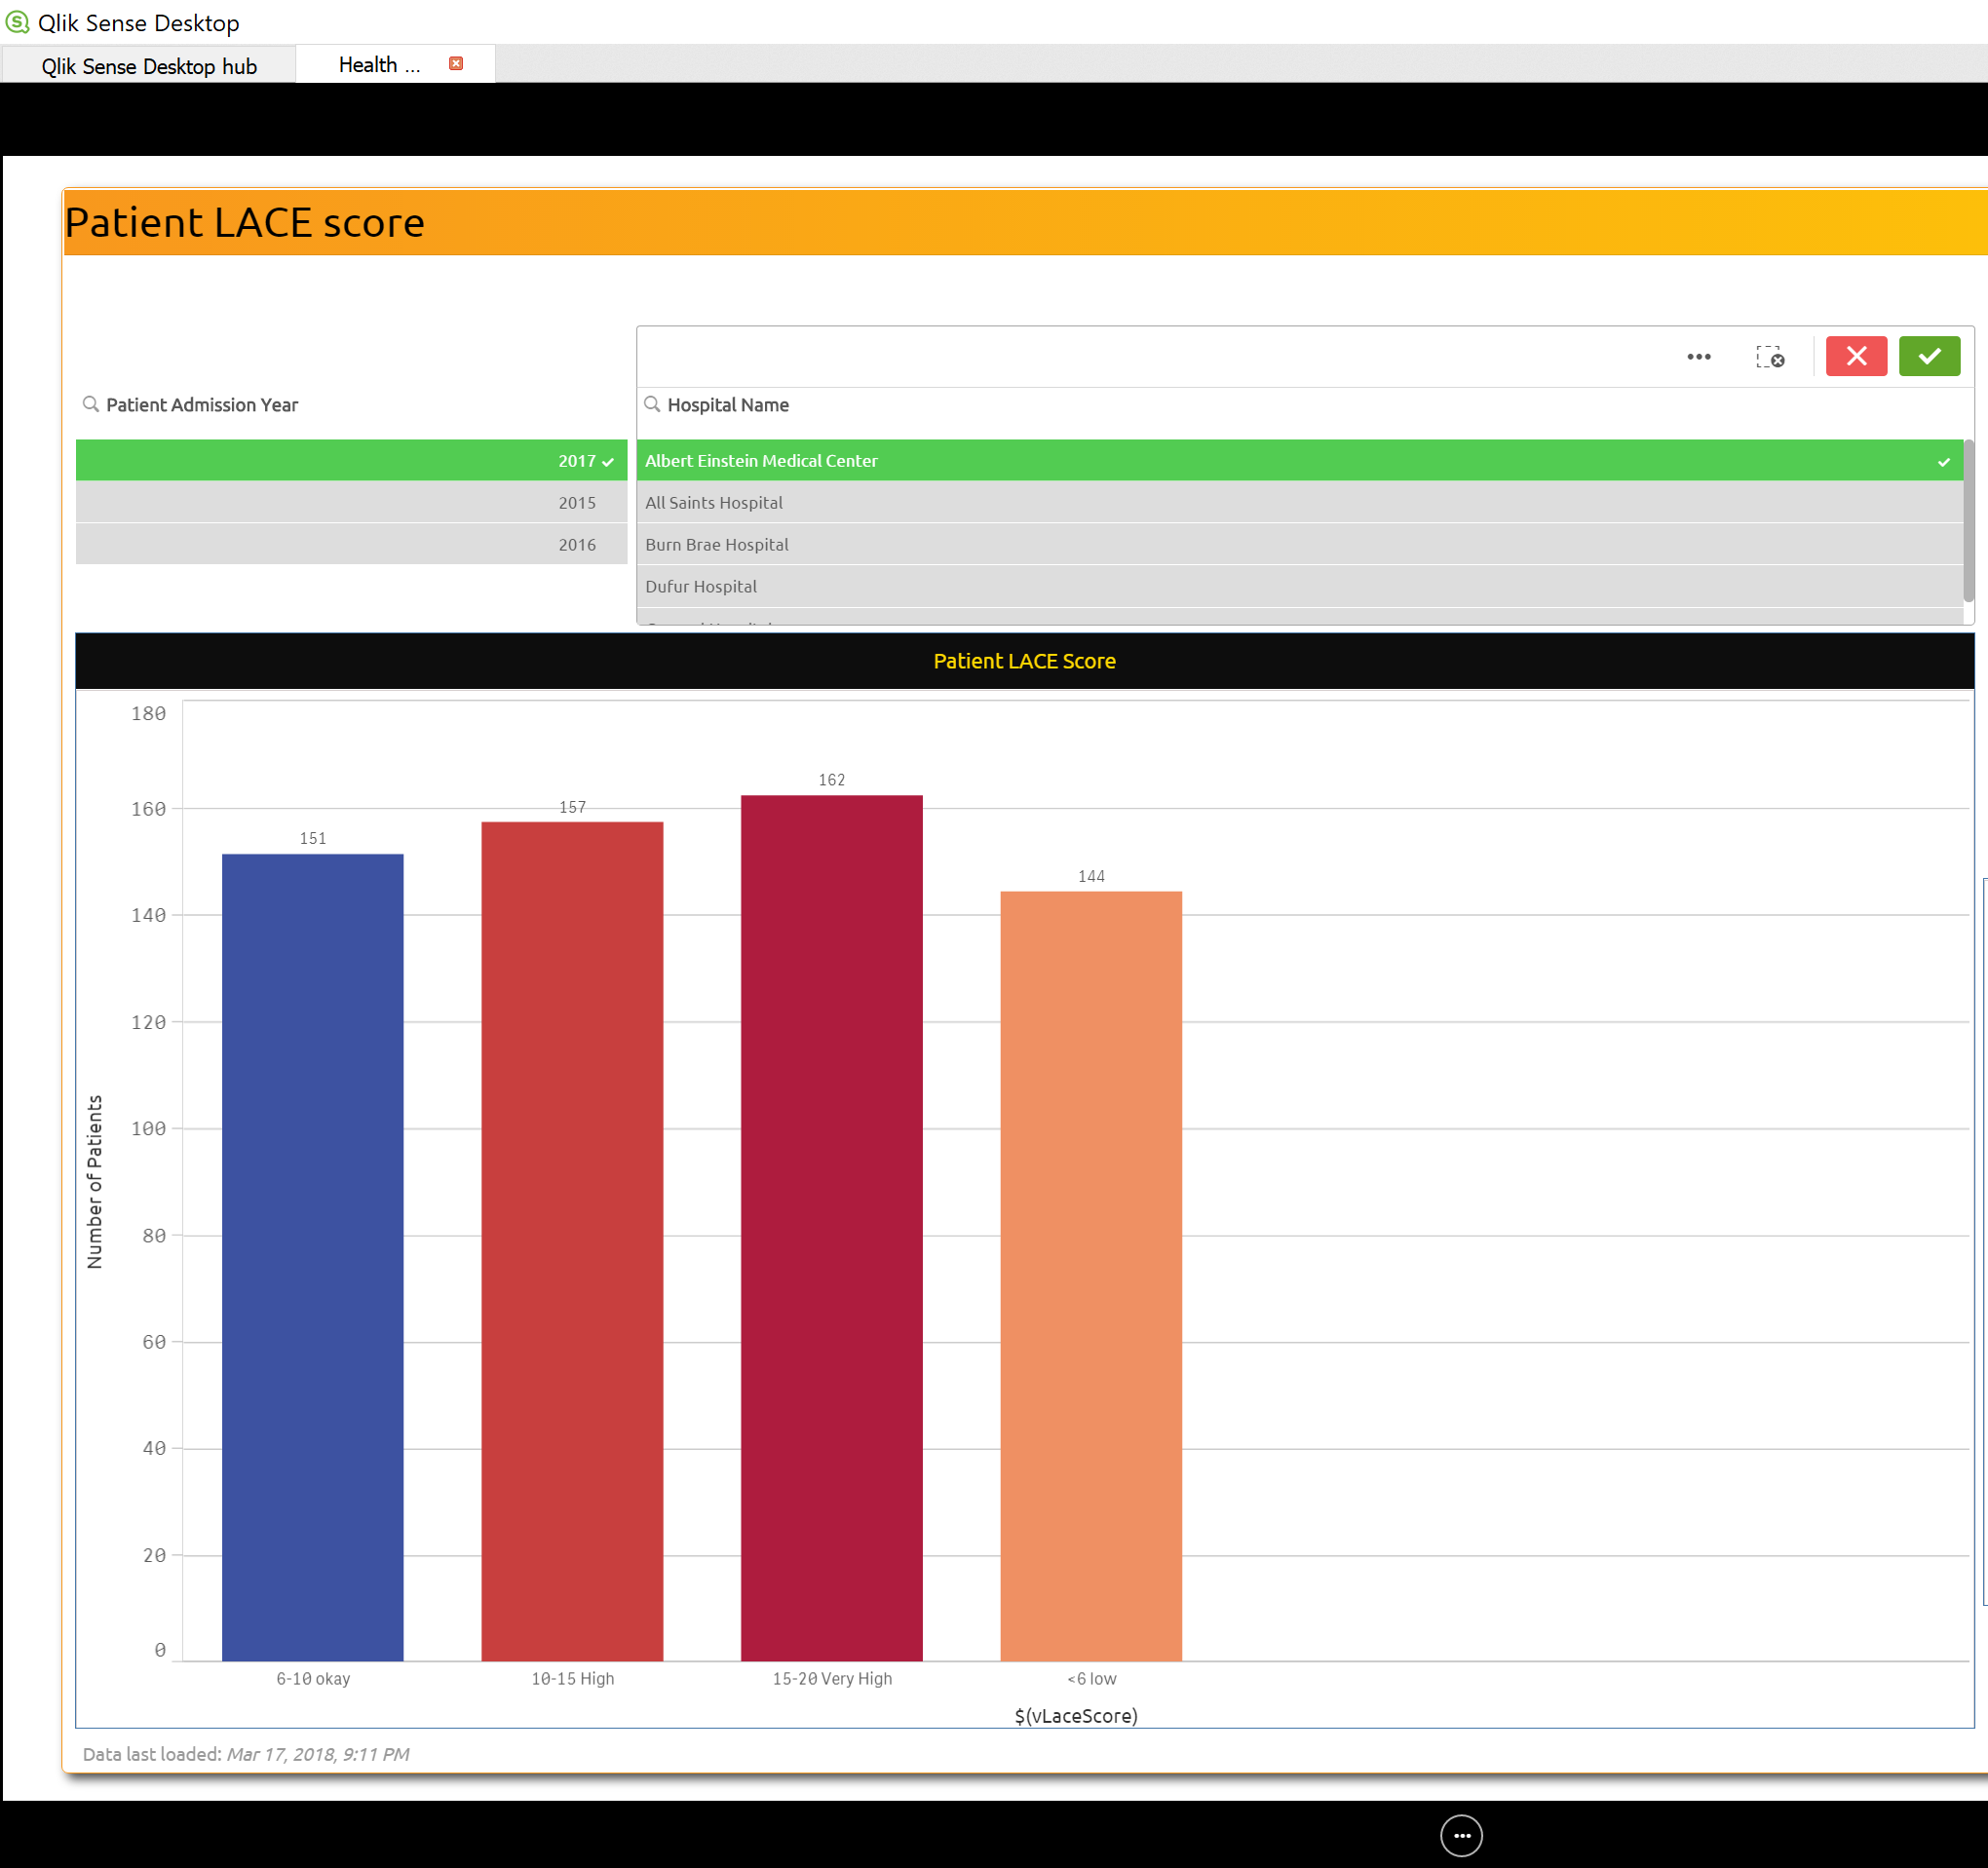 Qlik Sense Desktop
Qlik Sense Desktop hub
Health ...
Patient LACE score
Patient Admission Year
2017
2015
2016
Hospital Name
Albert Einstein Medical Center
All Saints Hospital
Burn Brae Hospital
Dufur Hospital
Patient LACE Score
Number of Patients
180
160
140
120
100
80
60
40
20
0
151
157
162
144
6-10 okay
10-15 High
15-20 Very High
<6 low
$(vLaceScore)
Data last loaded: Mar 17, 2018, 9:11 PM